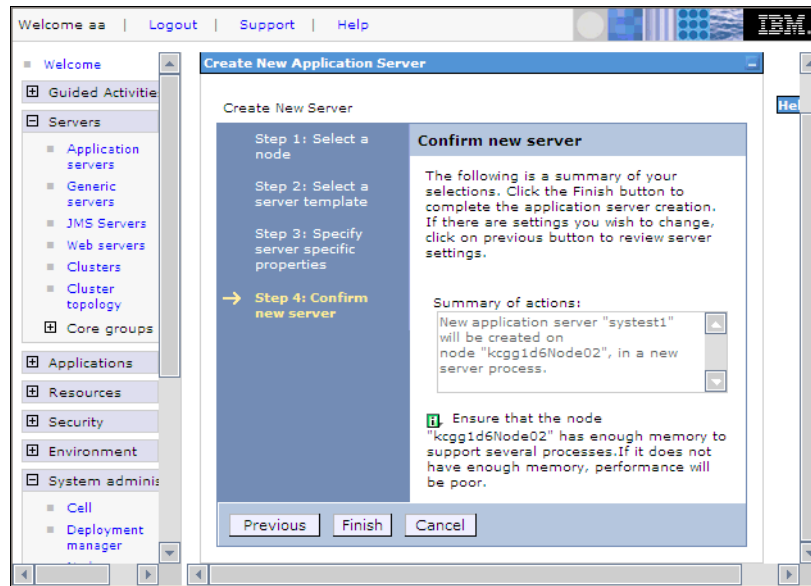 Welcome aa | Logout | Support | Help
IBM.
Welcome
Guided Activitie
Servers
Application
servers
Generic
servers
JMS Servers
Web servers
Clusters
Cluster
topology
Core groups
Applications
Resources
Security
Environment
System adminis
Cell
Deployment
manager
Create New Application Server
Hel
Create New Server
Step 1: Select a
node
Step 2: Select a
server template
Step 3: Specify
server specific
properties
Step 4: Confirm
new server
Confirm new server
The following is a summary of your
selections. Click the Finish button to
complete the application server creation.
If there are settings you wish to change,
click on previous button to review server
settings.
Summary of actions:
New application server "systest1"
will be created on
node "kcgg1d6Node02", in a new
server process.
Ensure that the node
"kcgg1d6Node02" has enough memory to
support several processes.If it does not
have enough memory, performance will
be poor.
Previous Finish Cancel